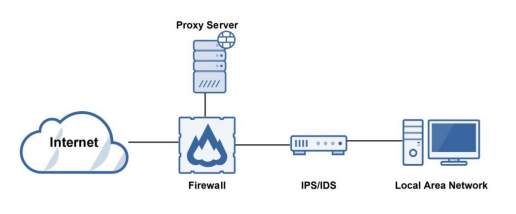 Proxy Server
Internet
Firewall
IPS/IDS
Local Area Network